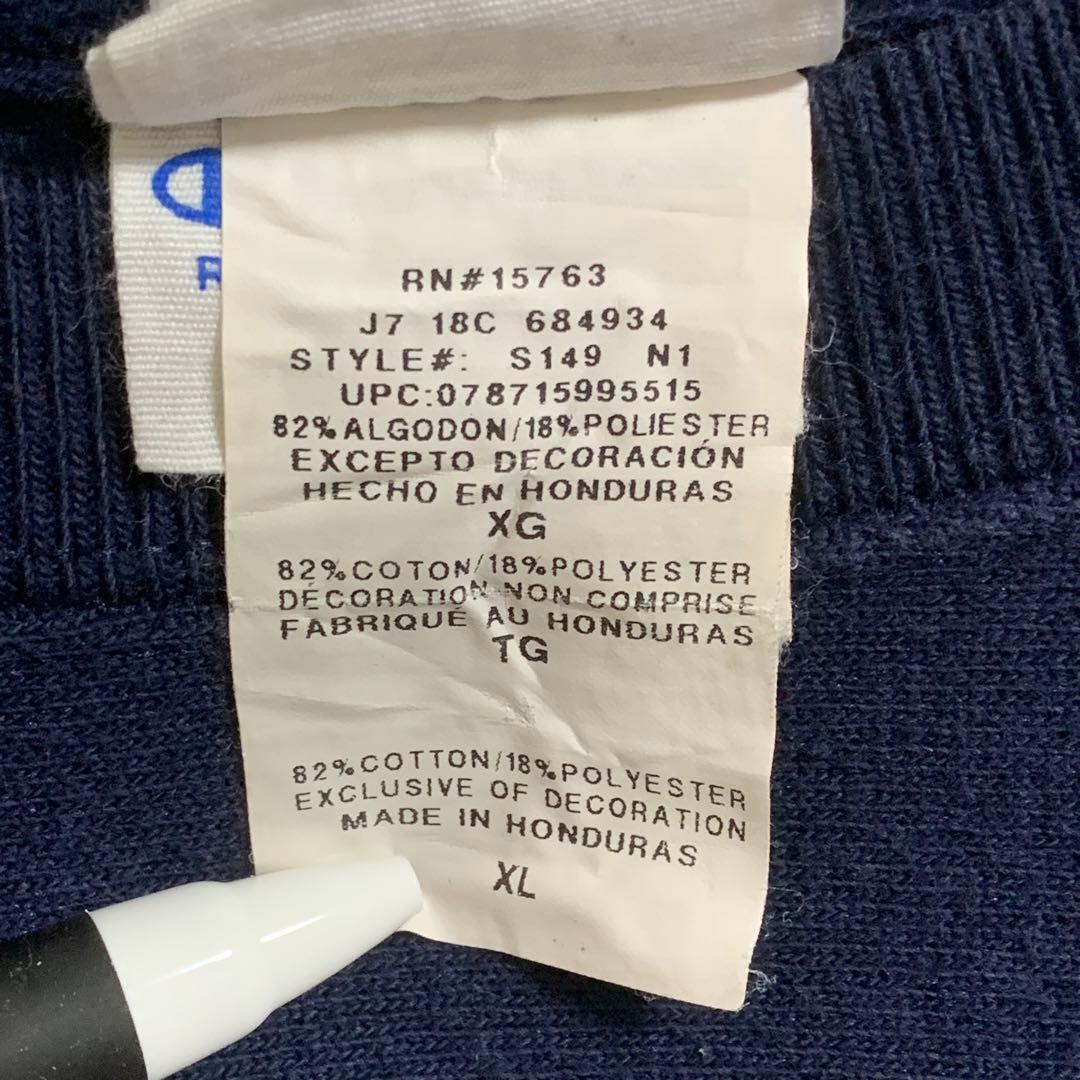 R
RN#15763
J7 18C 684934
STYLE#: S149 N1
UPC:078715995515
82%ALGODON/18%POLIESTER
EXCEPTO DECORACIÓN
HECHO EN HONDURAS
XG
82%COTON/18%POLYESTER
DÉCORATION NON COMPRISE
FABRIQUÉ AU HONDURAS
TG
82%COTTON/18%POLYESTER
EXCLUSIVE OF DECORATION
MADE IN HONDURAS
XL